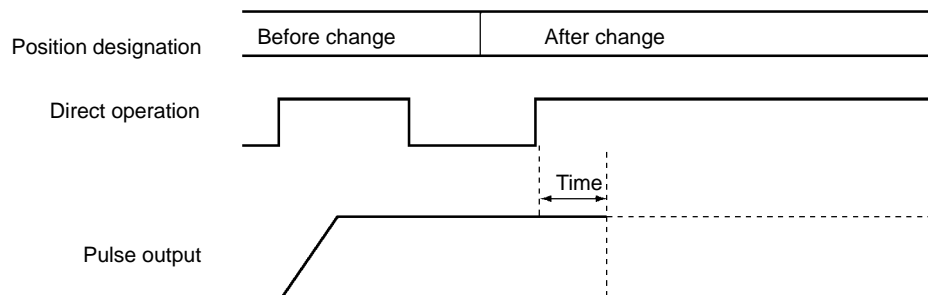 Position designation
Before change
After change
Direct operation
Time
Pulse output